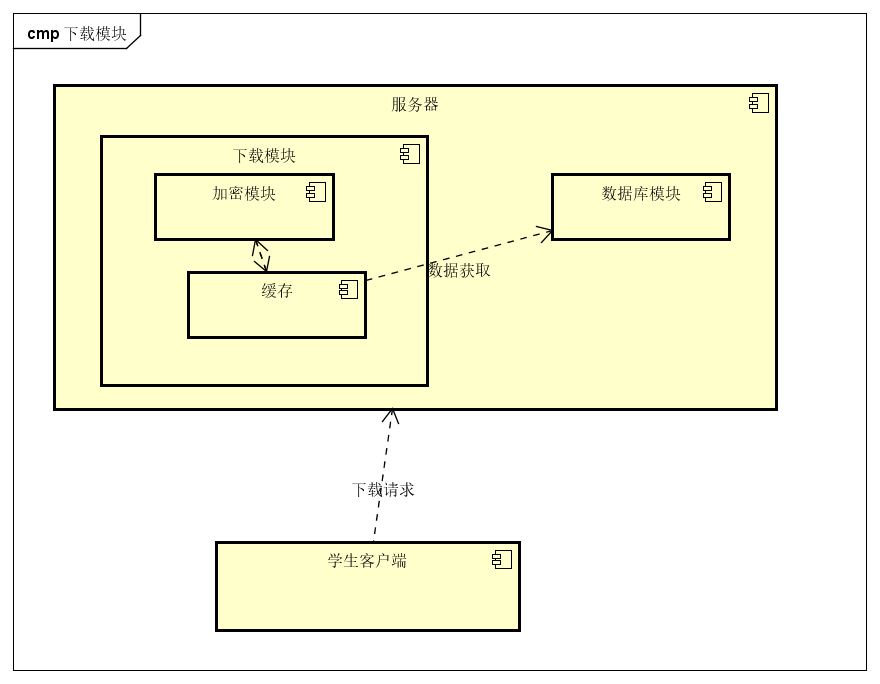 cmp 下载模块
服务器
下载模块
加密模块
数据库模块
数据获取
缓存
下载请求
学生客户端